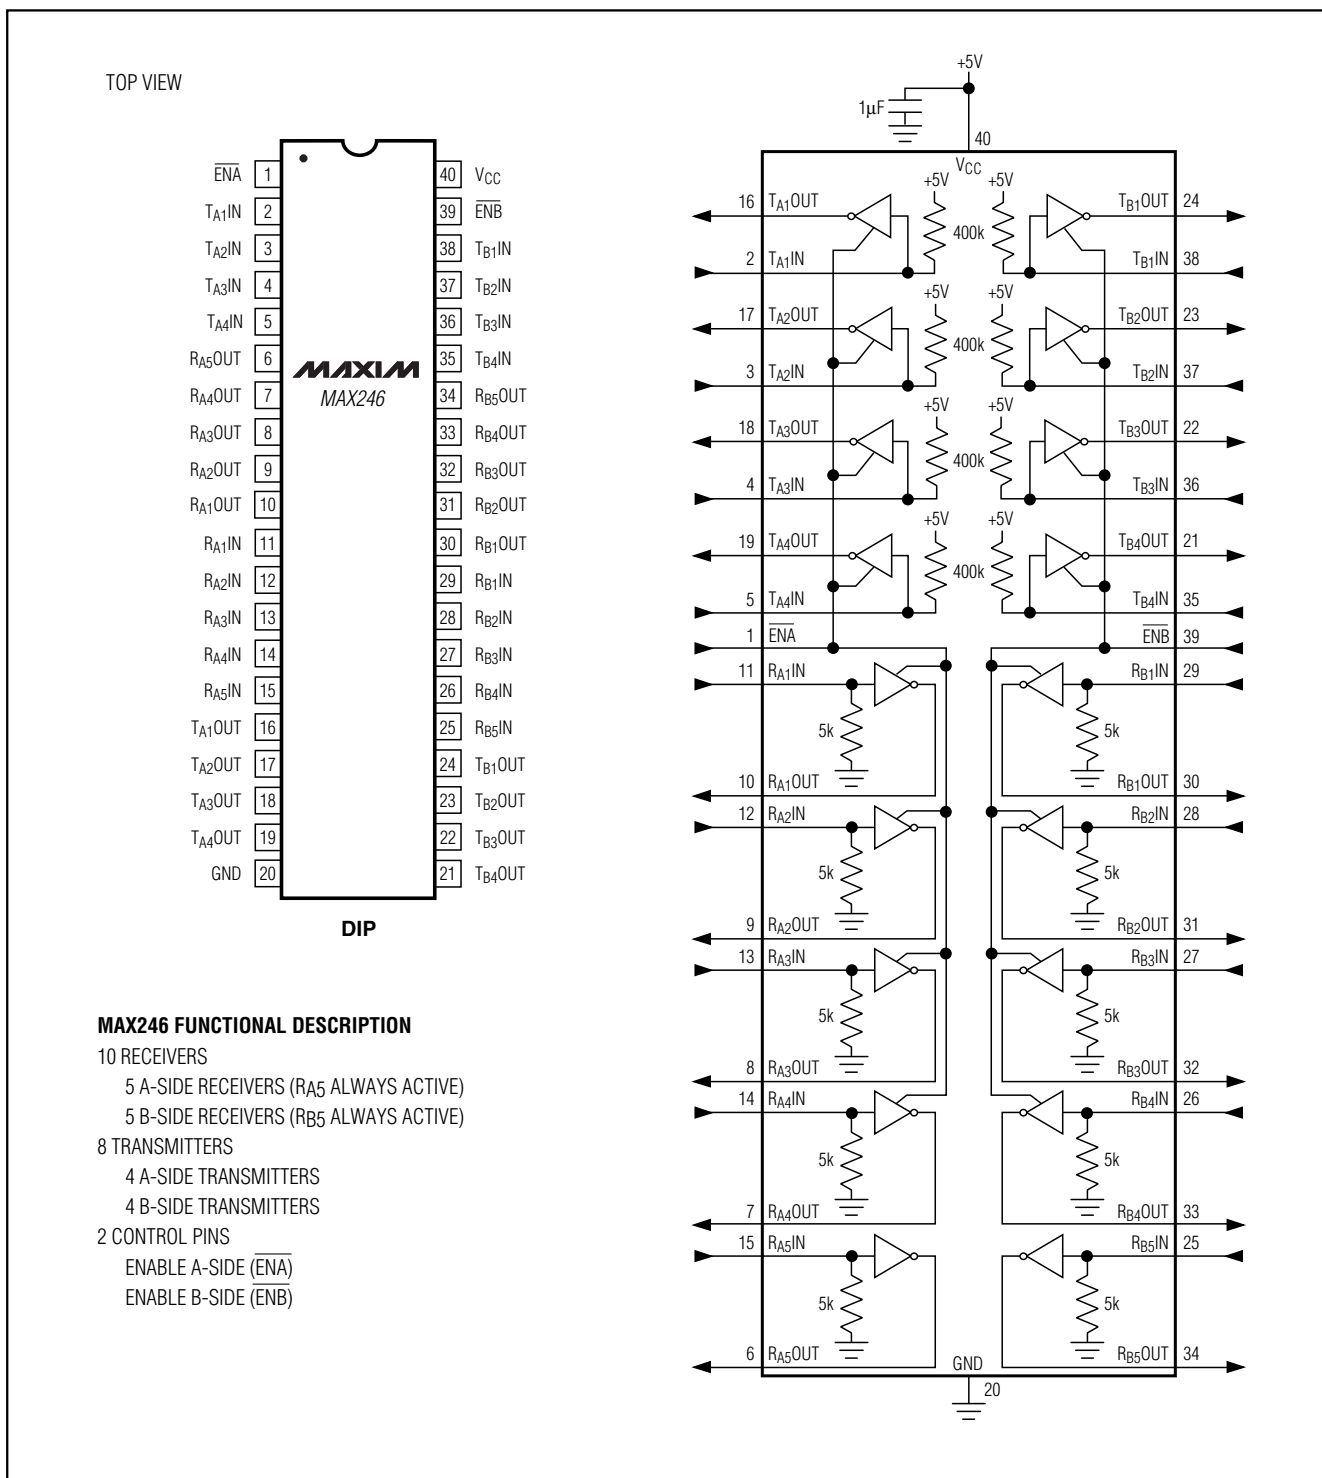 TOP VIEW
ENA 1
TA1IN 2
TA2IN 3
TA3IN 4
TA4IN 5
RA5OUT 6
RA4OUT 7
RA3OUT 8
RA2OUT 9
RA1OUT 10
RA1IN 11
RA2IN 12
RA3IN 13
RA4IN 14
RA5IN 15
TA1OUT 16
TA2OUT 17
TA3OUT 18
TA4OUT 19
GND 20
MAXIM
MAX246
40 VCC
39 ENB
38 TB1IN
37 TB2IN
36 TB3IN
35 TB4IN
34 RB5OUT
33 RB4OUT
32 RB3OUT
31 RB2OUT
30 RB1OUT
29 RB1IN
28 RB2IN
27 RB3IN
26 RB4IN
25 RB5IN
24 TB1OUT
23 TB2OUT
22 TB3OUT
21 TB4OUT
DIP
MAX246 FUNCTIONAL DESCRIPTION
10 RECEIVERS
5 A-SIDE RECEIVERS (RA5 ALWAYS ACTIVE)
5 B-SIDE RECEIVERS (RB5 ALWAYS ACTIVE)
8 TRANSMITTERS
4 A-SIDE TRANSMITTERS
4 B-SIDE TRANSMITTERS
2 CONTROL PINS
ENABLE A-SIDE (ENA)
ENABLE B-SIDE (ENB)
+5V
1µF
40
VCC
+5V +5V
16 TA1OUT TB1OUT 24
400k
2 TA1IN TB1IN 38
+5V +5V
17 TA2OUT TB2OUT 23
400k
3 TA2IN TB2IN 37
+5V +5V
18 TA3OUT TB3OUT 22
400k
4 TA3IN TB3IN 36
+5V +5V
19 TA4OUT TB4OUT 21
400k
5 TA4IN TB4IN 35
1 ENA ENB 39
11 RA1IN RB1IN 29
5k 5k
10 RA1OUT RB1OUT 30
12 RA2IN RB2IN 28
5k 5k
9 RA2OUT RB2OUT 31
13 RA3IN RB3IN 27
5k 5k
8 RA3OUT RB3OUT 32
14 RA4IN RB4IN 26
5k 5k
7 RA4OUT RB4OUT 33
15 RA5IN RB5IN 25
5k 5k
6 RA5OUT RB5OUT 34
GND
20